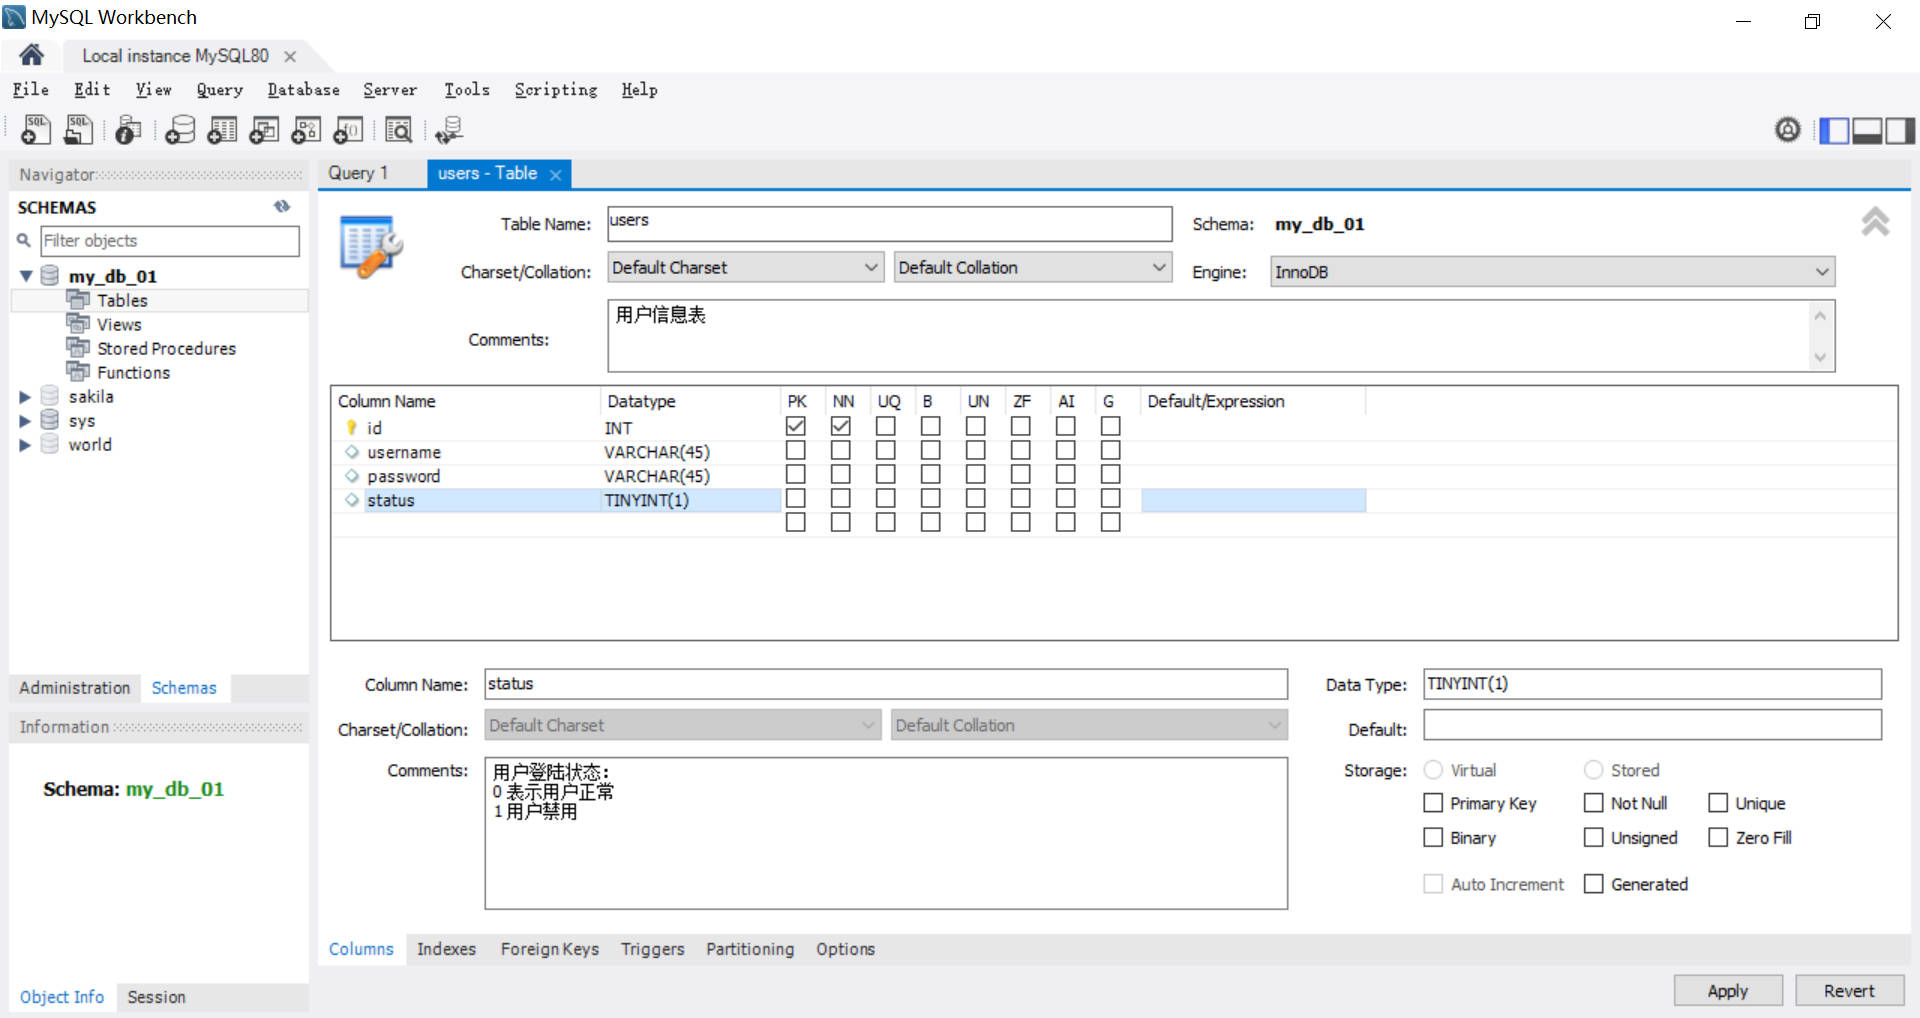 MySQL Workbench
Local instance MySQL80
File Edit View Query Database Server Tools Scripting Help
Navigator
SCHEMAS
Filter objects
my_db_01
Tables
Views
Stored Procedures
Functions
sakila
sys
world
Administration Schemas
Information
Schema: my_db_01
Object Info Session
Query 1 users - Table
Table Name: users Schema: my_db_01
Charset/Collation: Default Charset Default Collation Engine: InnoDB
Comments: 用户信息表
Column Name Datatype PK NN UQ B UN ZF AI G Default/Expression
id INT
username VARCHAR(45)
password VARCHAR(45)
status TINYINT(1)
Column Name: status Data Type: TINYINT(1)
Charset/Collation: Default Charset Default Collation Default:
Comments: 用户登陆状态：
0 表示用户正常
1 用户禁用
Storage: Virtual Stored
Primary Key Not Null Unique
Binary Unsigned Zero Fill
Auto Increment Generated
Columns Indexes Foreign Keys Triggers Partitioning Options
Apply Revert